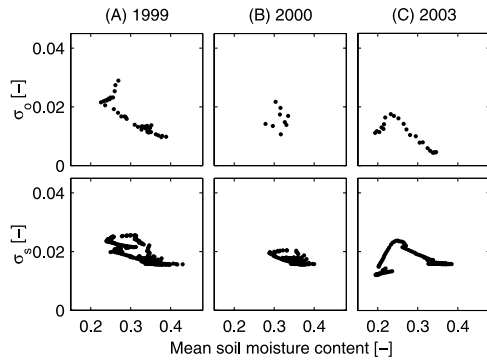 (A) 1999 (B) 2000 (C) 2003
0.04
0.02
0
σo [−]
0.04
0.02
0
σs [−]
0.2 0.3 0.4 0.2 0.3 0.4 0.2 0.3 0.4
Mean soil moisture content [−]